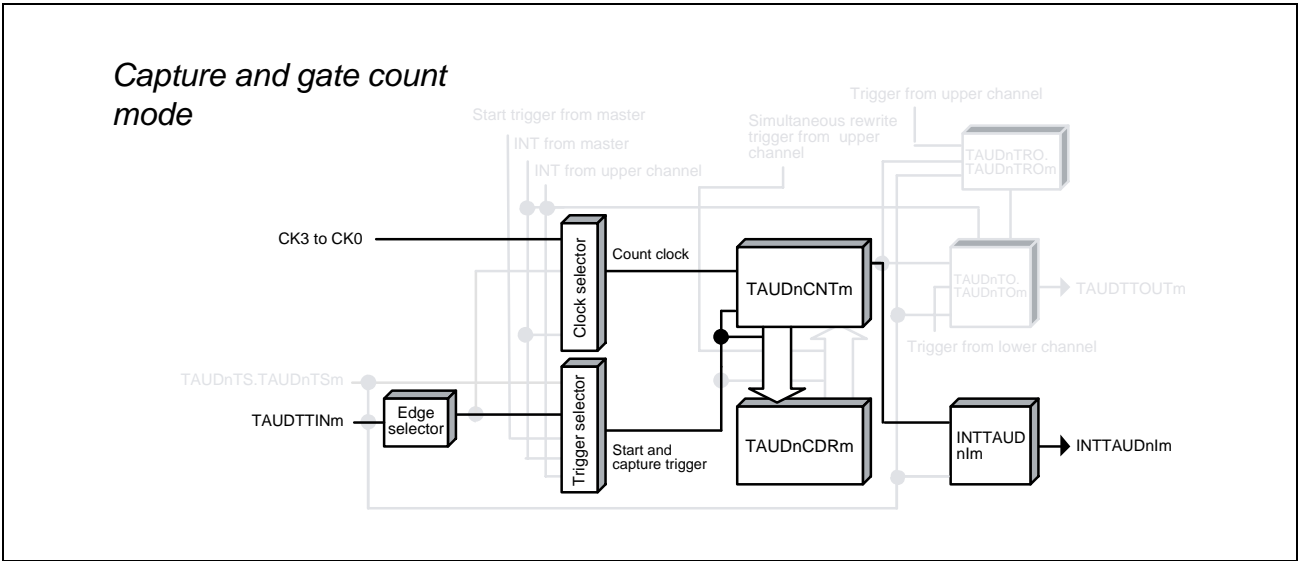 Capture and gate count
mode
Trigger from upper channel
Start trigger from master
Simultaneous rewrite
trigger from upper
channel
INT from master
INT from upper channel
TAUDnTRO.
TAUDnTROm
CK3 to CK0
Clock selector
Count clock
TAUDnCNTm
TAUDnTO.
TAUDnTOm
TAUDTTOUTm
Trigger from lower channel
TAUDnTS.TAUDnTSm
TAUDTTINm
Edge
selector
Trigger selector
Start and
capture trigger
TAUDnCDRm
INTTAUD
nIm
INTTAUDnIm